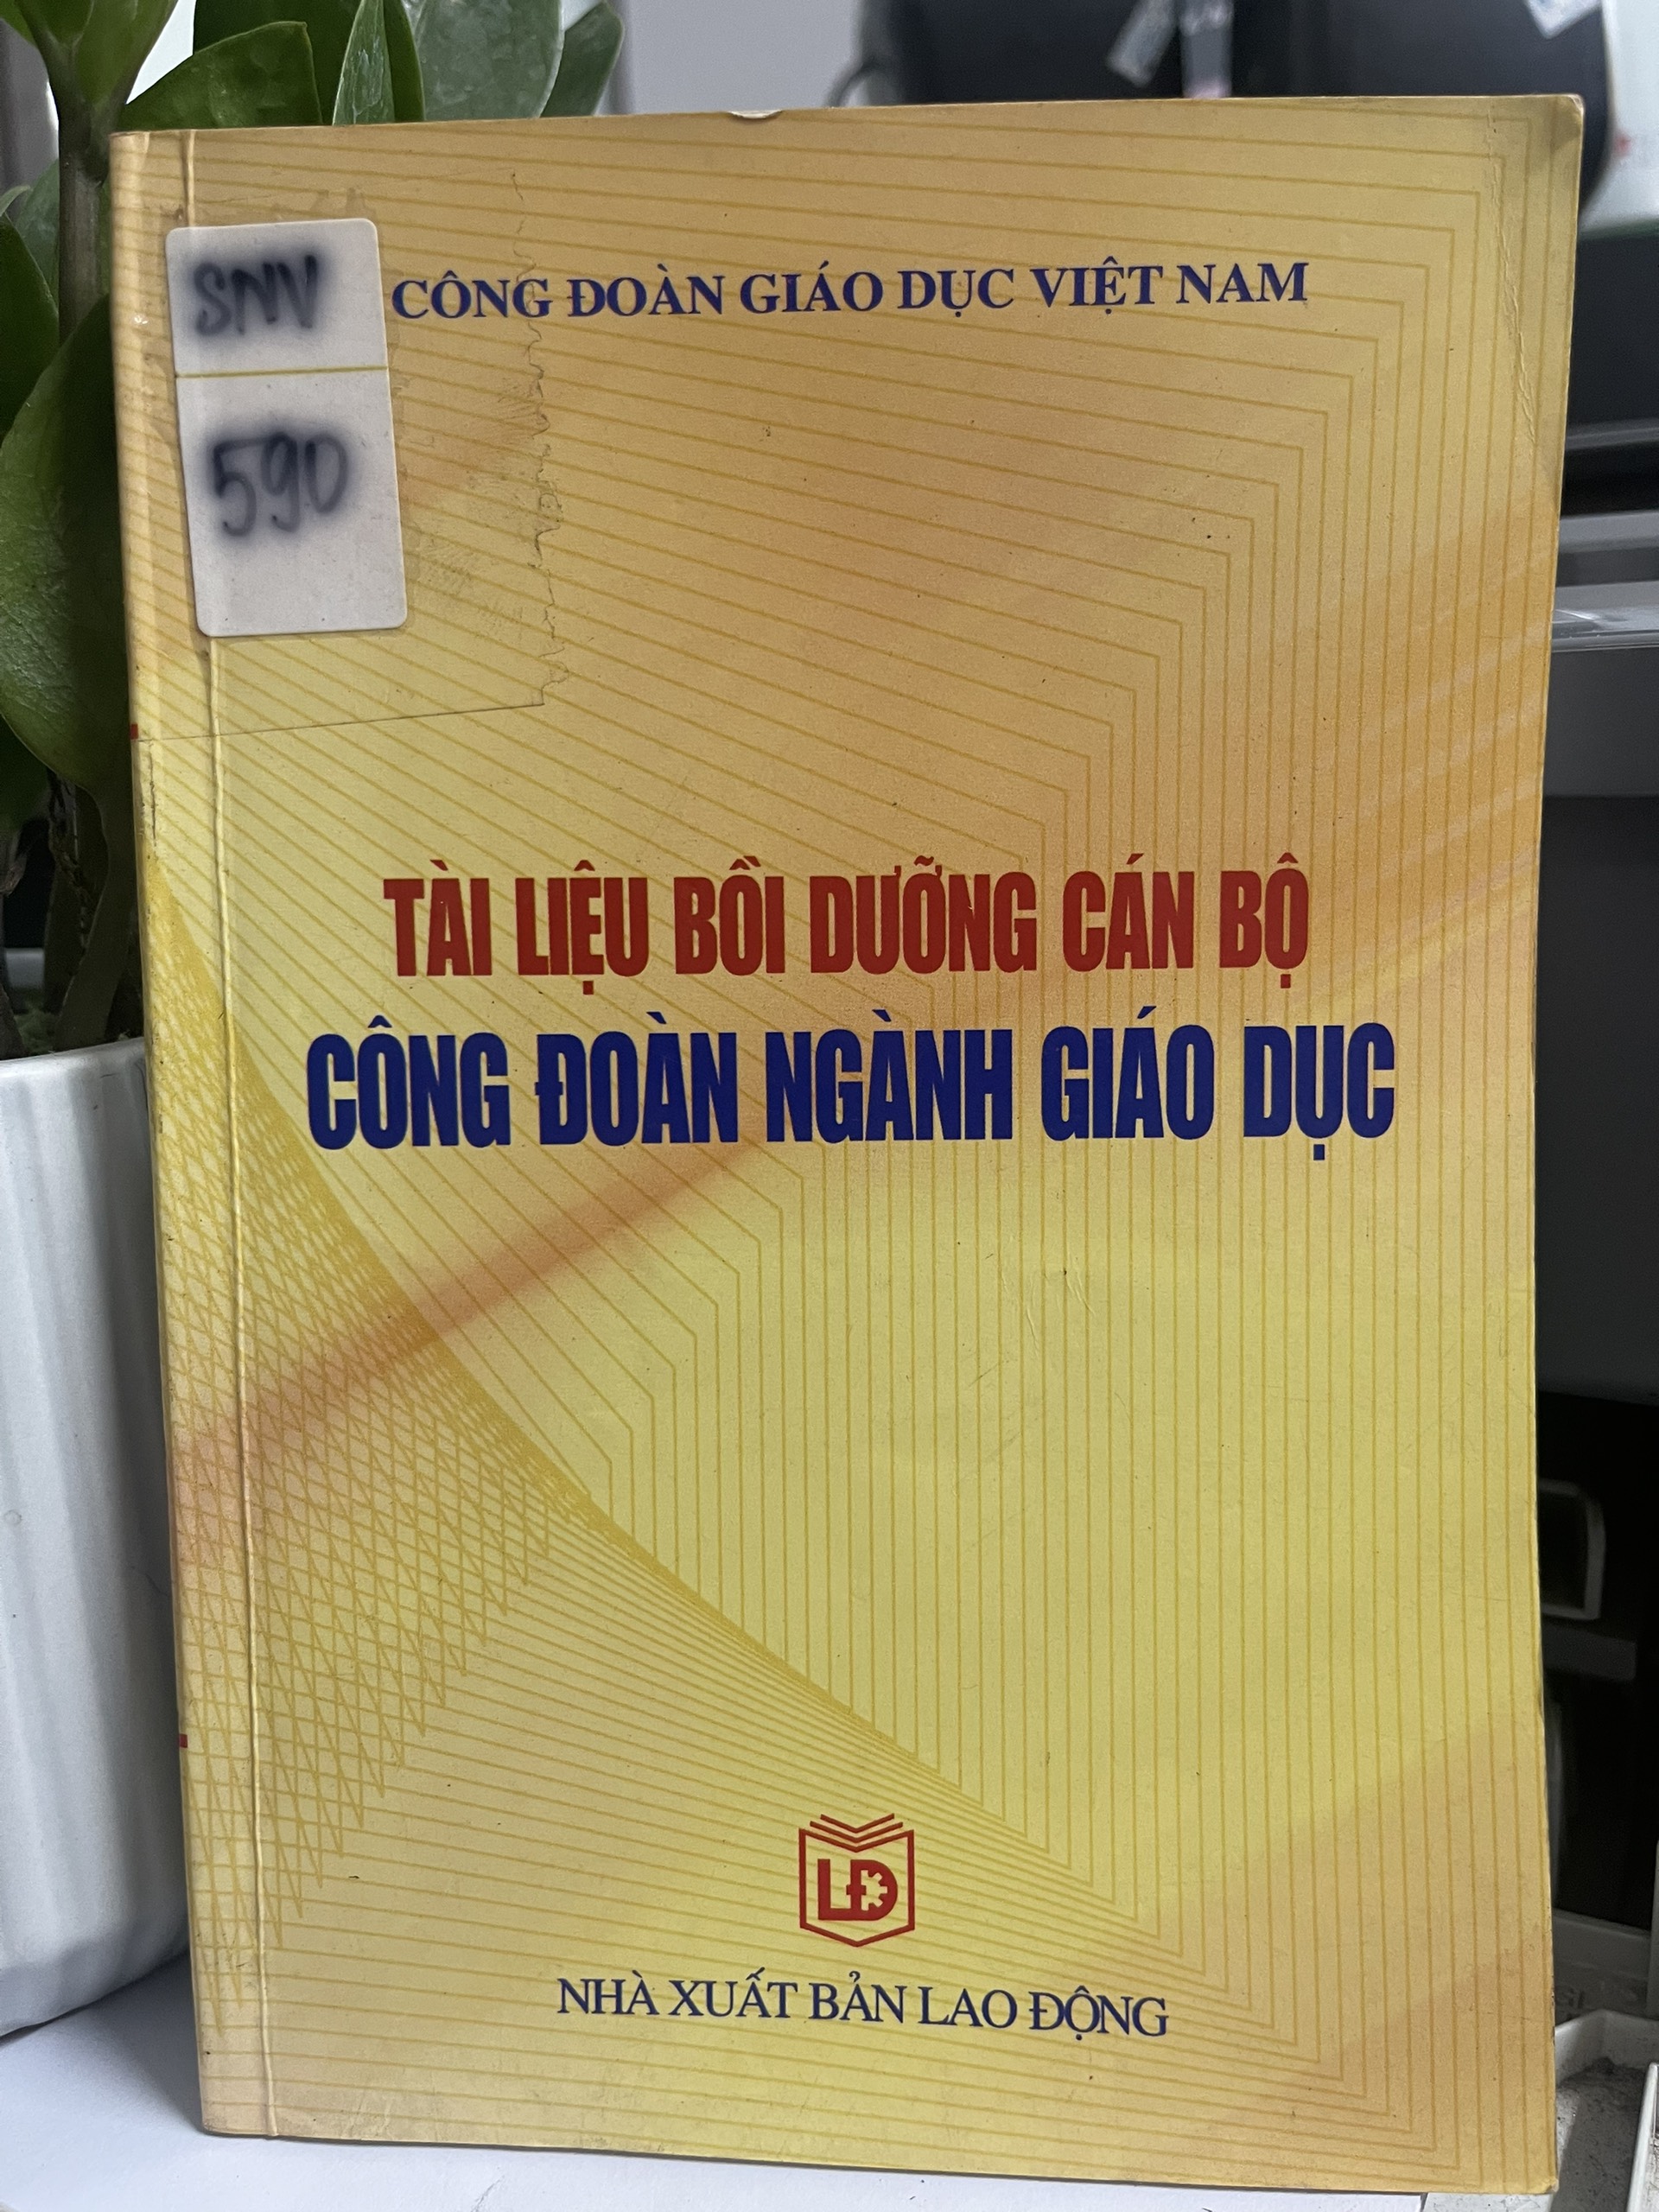 SNV
590
CÔNG ĐOÀN GIÁO DỤC VIỆT NAM
TÀI LIỆU BỒI DƯỠNG CÁN BỘ
CÔNG ĐOÀN NGÀNH GIÁO DỤC
LĐ
NHÀ XUẤT BẢN LAO ĐỘNG